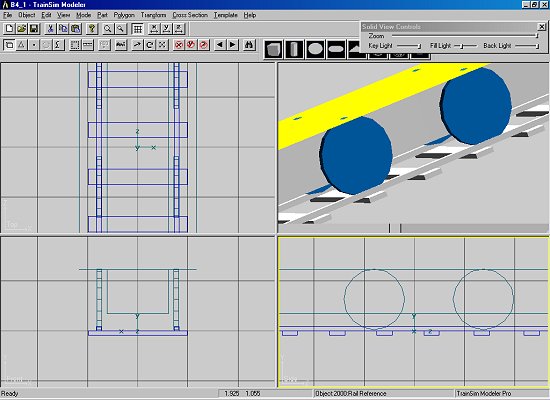 B4_1 - TrainSim Modeler
File Object Edit View Mode Part Polygon Transform Cross Section Template Help
Solid View Controls
Zoom
Key Light Fill Light Back Light
z
y x
Top
y
x z
y
z
Ready 1.925 1.055 Object 2000:Rail Reference TrainSim Modeler Pro